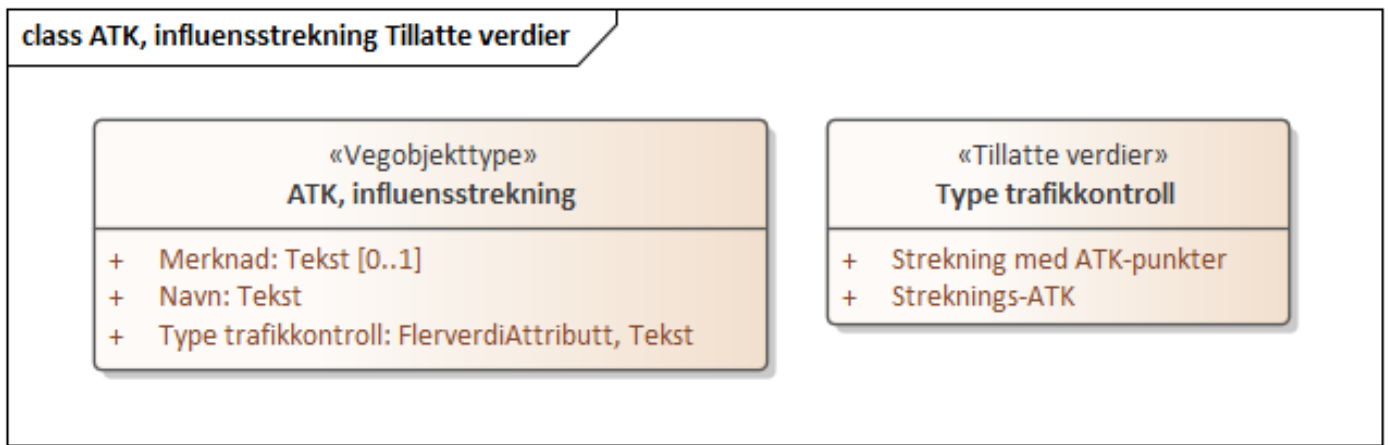 class ATK, influensstrekning Tillatte verdier
«Vegobjekttype»
ATK, influensstrekning
+ Merknad: Tekst [0..1]
+ Navn: Tekst
+ Type trafikkontroll: FlerverdiAttributt, Tekst
«Tillatte verdier»
Type trafikkontroll
+ Strekning med ATK-punkter
+ Streknings-ATK